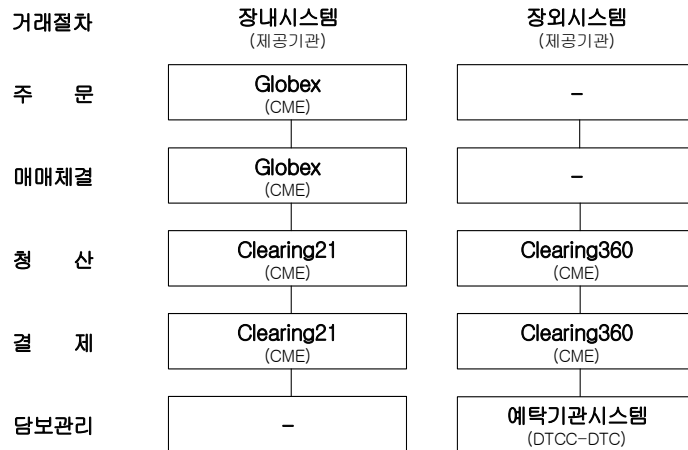 거래절차 장내시스템 장외시스템
(제공기관) (제공기관)
주 문 Globex –
(CME)
매매체결 Globex –
(CME)
청 산 Clearing21 Clearing360
(CME) (CME)
결 제 Clearing21 Clearing360
(CME) (CME)
담보관리 – 예탁기관시스템
(DTCC-DTC)